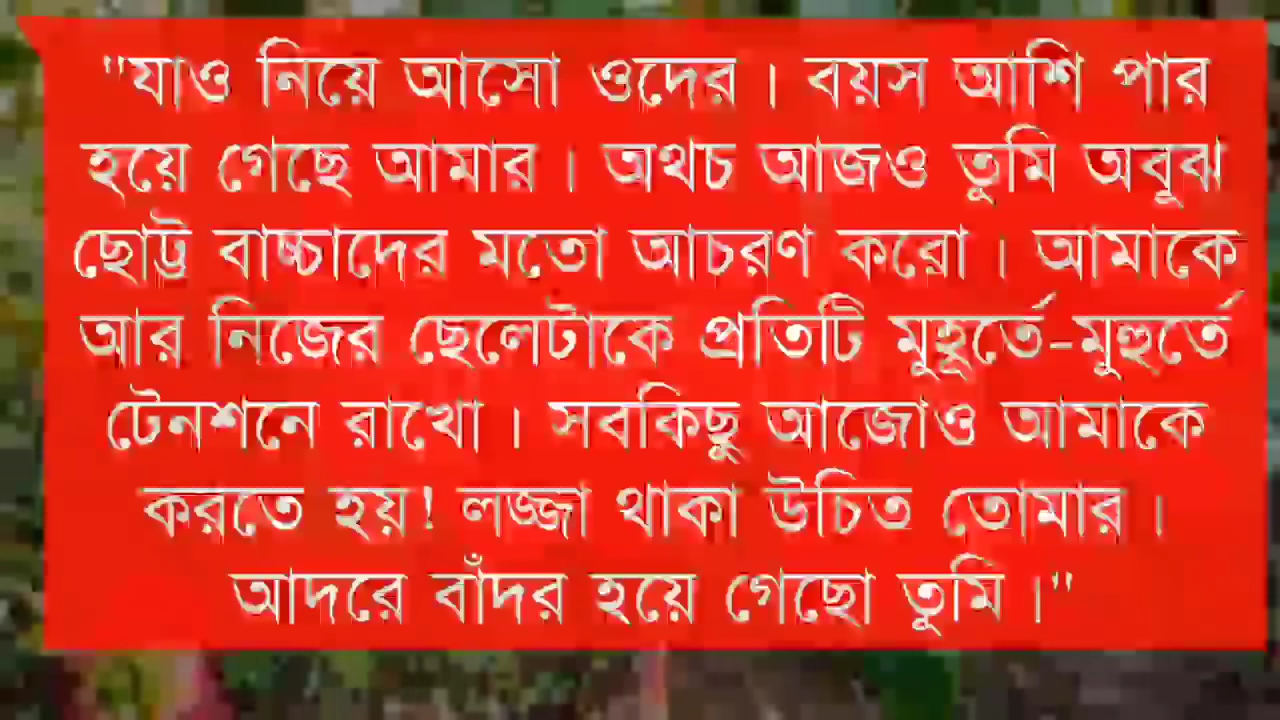 "যাও নিয়ে আসো ওদের। বয়স আশি পার
হয়ে গেছে আমার। অথচ আজও তুমি অবুঝ
ছোট্ট বাচ্চাদের মতো আচরণ করো। আমাকে
আর নিজের ছেলেটাকে প্রতিটি মুহূর্তে-মুহুর্তে
টেনশনে রাখো। সবকিছু আজোও আমাকে
করতে হয়! লজ্জা থাকা উচিত তোমার।
আদরে বাঁদর হয়ে গেছো তুমি।"